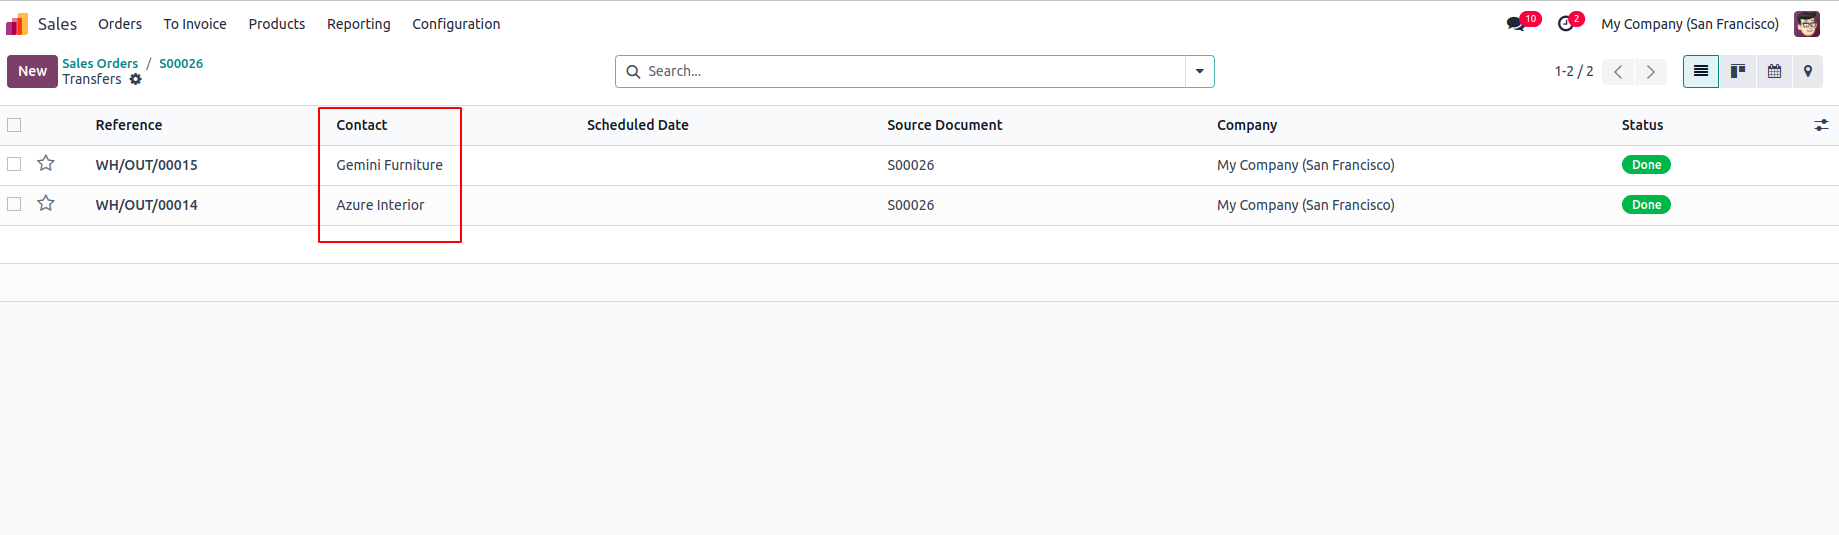 Sales Orders To Invoice Products Reporting Configuration 10 2 My Company (San Francisco)
New Sales Orders / S00026 Search... 1-2 / 2
Transfers
Reference Contact Scheduled Date Source Document Company Status
WH/OUT/00015 Gemini Furniture S00026 My Company (San Francisco) Done
WH/OUT/00014 Azure Interior S00026 My Company (San Francisco) Done